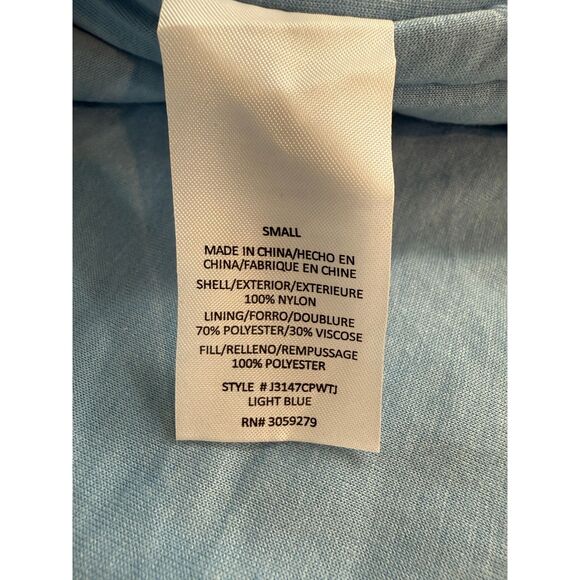 SMALL
MADE IN CHINA/HECHO EN
CHINA/FABRIQUE EN CHINE
SHELL/EXTERIOR/EXTERIEURE
100% NYLON
LINING/FORRO/DOUBLURE
70% POLYESTER/30% VISCOSE
FILL/RELLENO/REMPUSSAGE
100% POLYESTER
STYLE # J3147CPWTJ
LIGHT BLUE
RN# 3059279